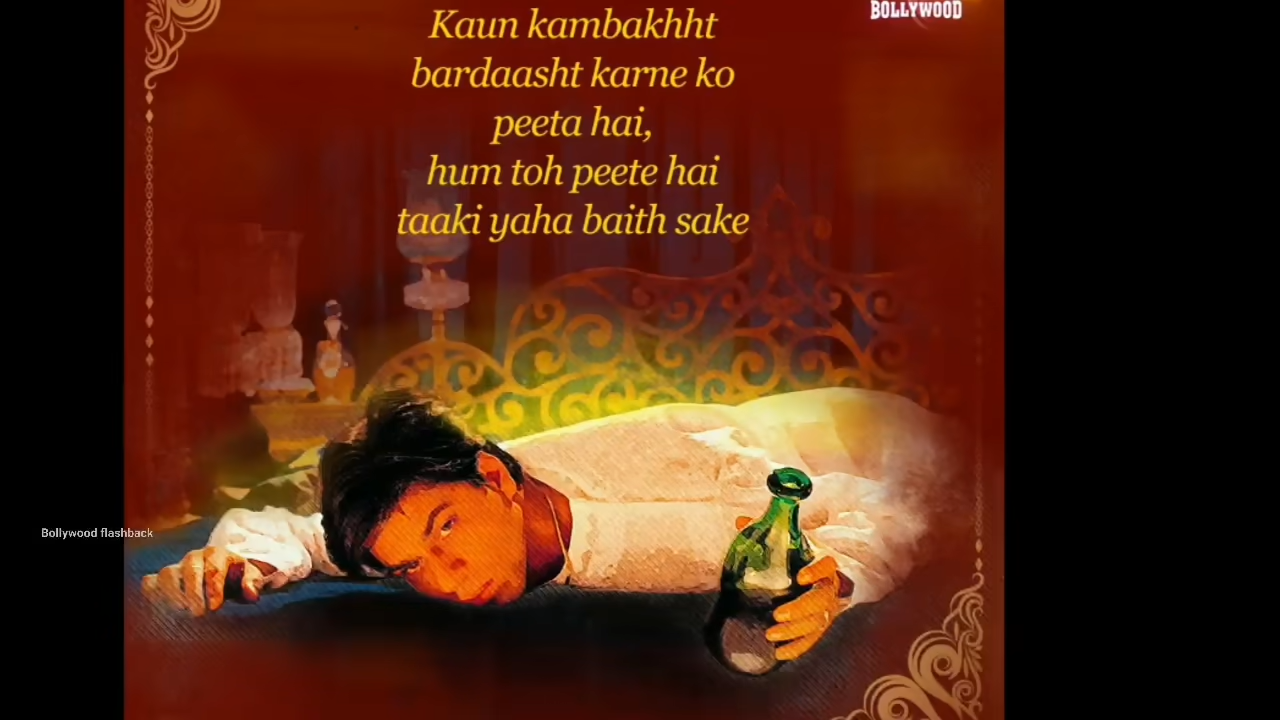 BOLLYWOOD
Kaun kambakhht
bardaasht karne ko
peeta hai,
hum toh peete hai
taaki yaha baith sake
Bollywood flashback